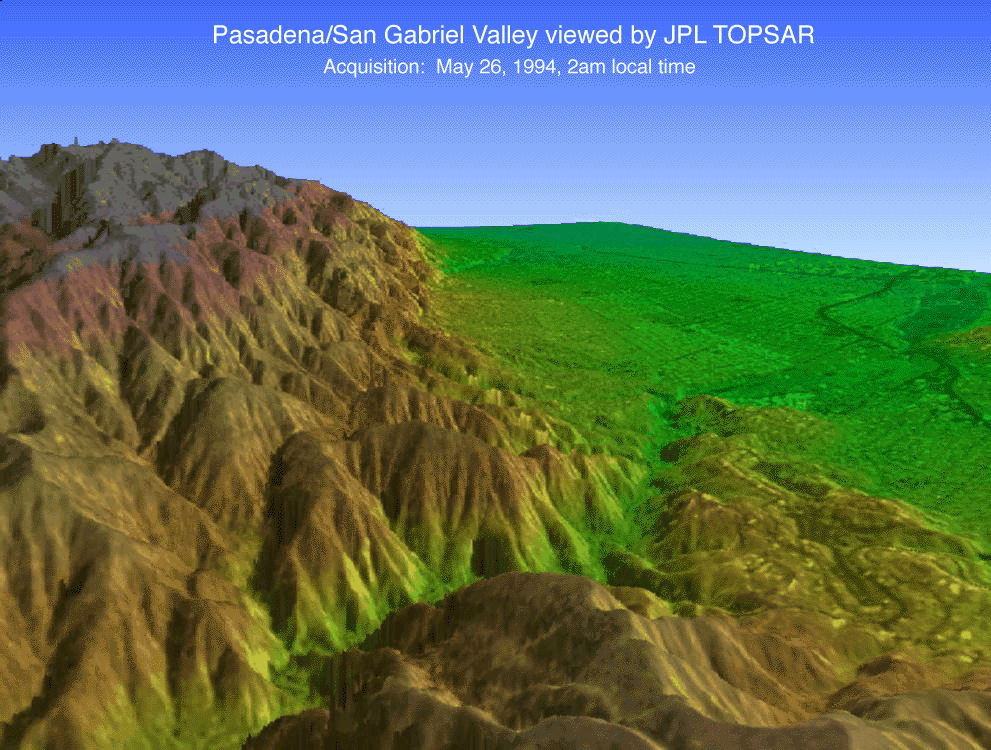 Pasadena/San Gabriel Valley viewed by JPL TOPSAR
Acquisition:  May 26, 1994, 2am local time